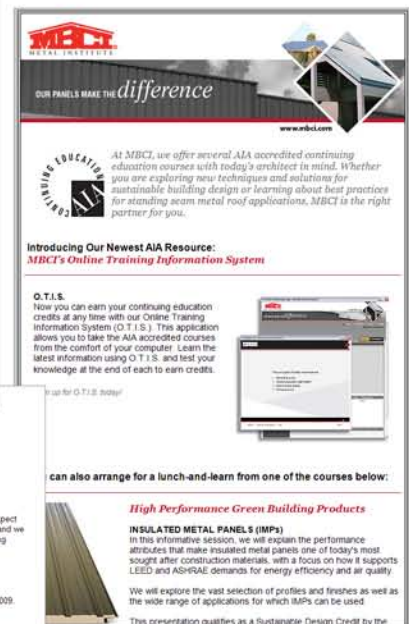 MBCI
METAL INSTITUTE
OUR PANELS MAKE THE difference
www.mbci.com
CONTINUING EDUCATION
AIA
At MBCI, we offer several AIA accredited continuing
education courses with today's architect in mind. Whether
you are exploring new techniques and solutions for
sustainable building design or learning about best practices
for standing seam metal roof applications, MBCI is the right
partner for you.
Introducing Our Newest AIA Resource:
MBCI's Online Training Information System
O.T.I.S.
Now you can earn your continuing education
credits at any time with our Online Training
Information System (O.T.I.S.). This application
allows you to take the AIA accredited courses
from the comfort of your computer. Learn the
latest information using O.T.I.S. and test your
knowledge at the end of each to earn credits.
up for O.T.I.S. today!
can also arrange for a lunch-and-learn from one of the courses below:
pect
and we
ng
009.
High Performance Green Building Products
INSULATED METAL PANELS (IMPs)
In this informative session, we will explain the performance
attributes that make insulated metal panels one of today's most
sought after construction materials, with a focus on how it supports
LEED and ASHRAE demands for energy efficiency and air quality.
We will explore the vast selection of profiles and finishes as well as
the wide range of applications for which IMPs can be used
This presentation qualifies as a Sustainable Design Credit by the